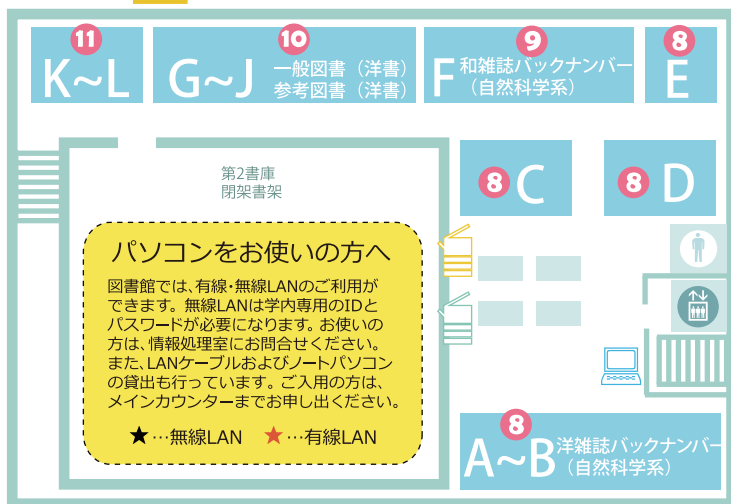 11
K~L
10
G~J
一般図書（洋書）
参考図書（洋書）
9
F
和雑誌バックナンバー
（自然科学系）
8
E
第2書庫
閉架書架
8
C
8
D
パソコンをお使いの方へ
図書館では、有線・無線LANのご利用が
できます。無線LANは学内専用のIDと
パスワードが必要になります。お使いの
方は、情報処理室にお問合せください。
また、LANケーブルおよびノートパソコン
の貸出も行っています。ご入用の方は、
メインカウンターまでお申し出ください。
★…無線LAN ★…有線LAN
8
A~B
洋雑誌バックナンバー
（自然科学系）